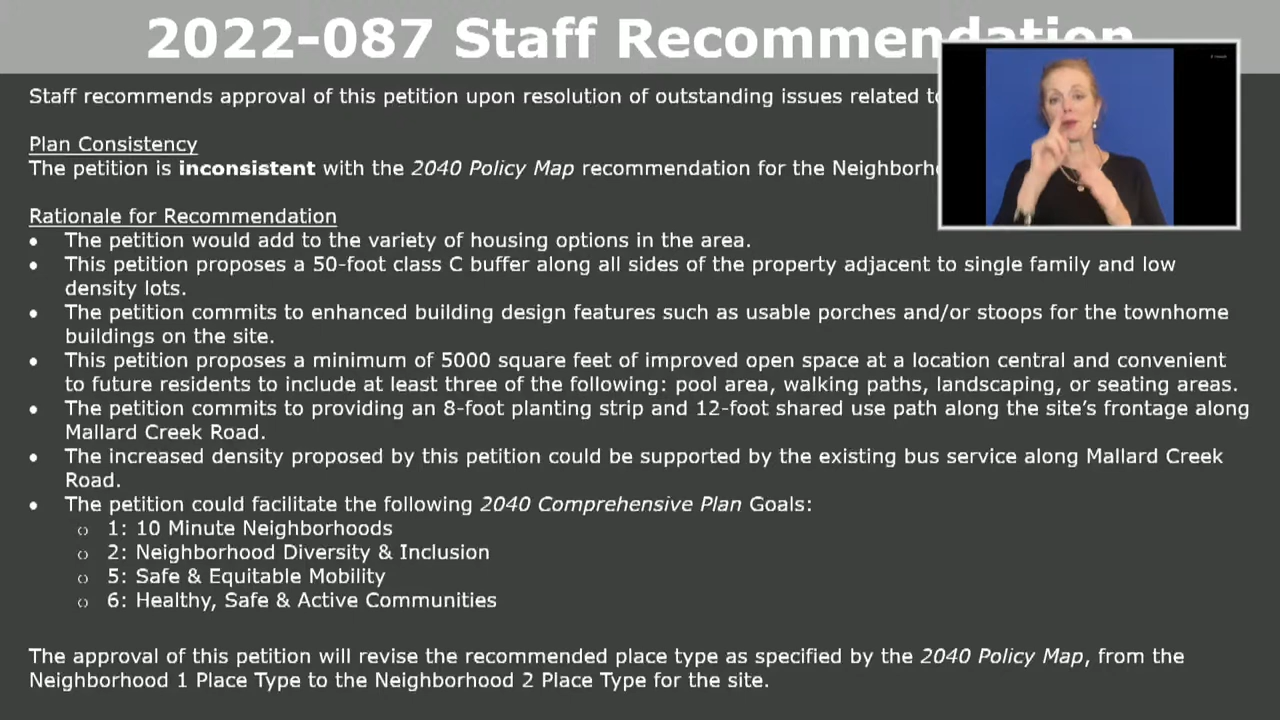 2022-087 Staff Recommendation
Staff recommends approval of this petition upon resolution of outstanding issues related to
Plan Consistency
The petition is inconsistent with the 2040 Policy Map recommendation for the
Rationale for Recommendation
• The petition would add to the variety of housing options in the area.
• This petition proposes a 50-foot class C buffer along all sides of the property adjacent to single family and low
density lots.
• The petition commits to enhanced building design features such as usable porches and/or stoops for the townhome
buildings on the site.
• This petition proposes a minimum of 5000 square feet of improved open space at a location central and convenient
to future residents to include at least three of the following: pool area, walking paths, landscaping, or seating areas.
• The petition commits to providing an 8-foot planting strip and 12-foot shared use path along the site's frontage along
Mallard Creek Road.
• The increased density proposed by this petition could be supported by the existing bus service along Mallard Creek
Road.
• The petition could facilitate the following 2040 Comprehensive Plan Goals:
o 1: 10 Minute Neighborhoods
o 2: Neighborhood Diversity & Inclusion
o 5: Safe & Equitable Mobility
o 6: Healthy, Safe & Active Communities
The approval of this petition will revise the recommended place type as specified by the 2040 Policy Map, from the
Neighborhood 1 Place Type to the Neighborhood 2 Place Type for the site.